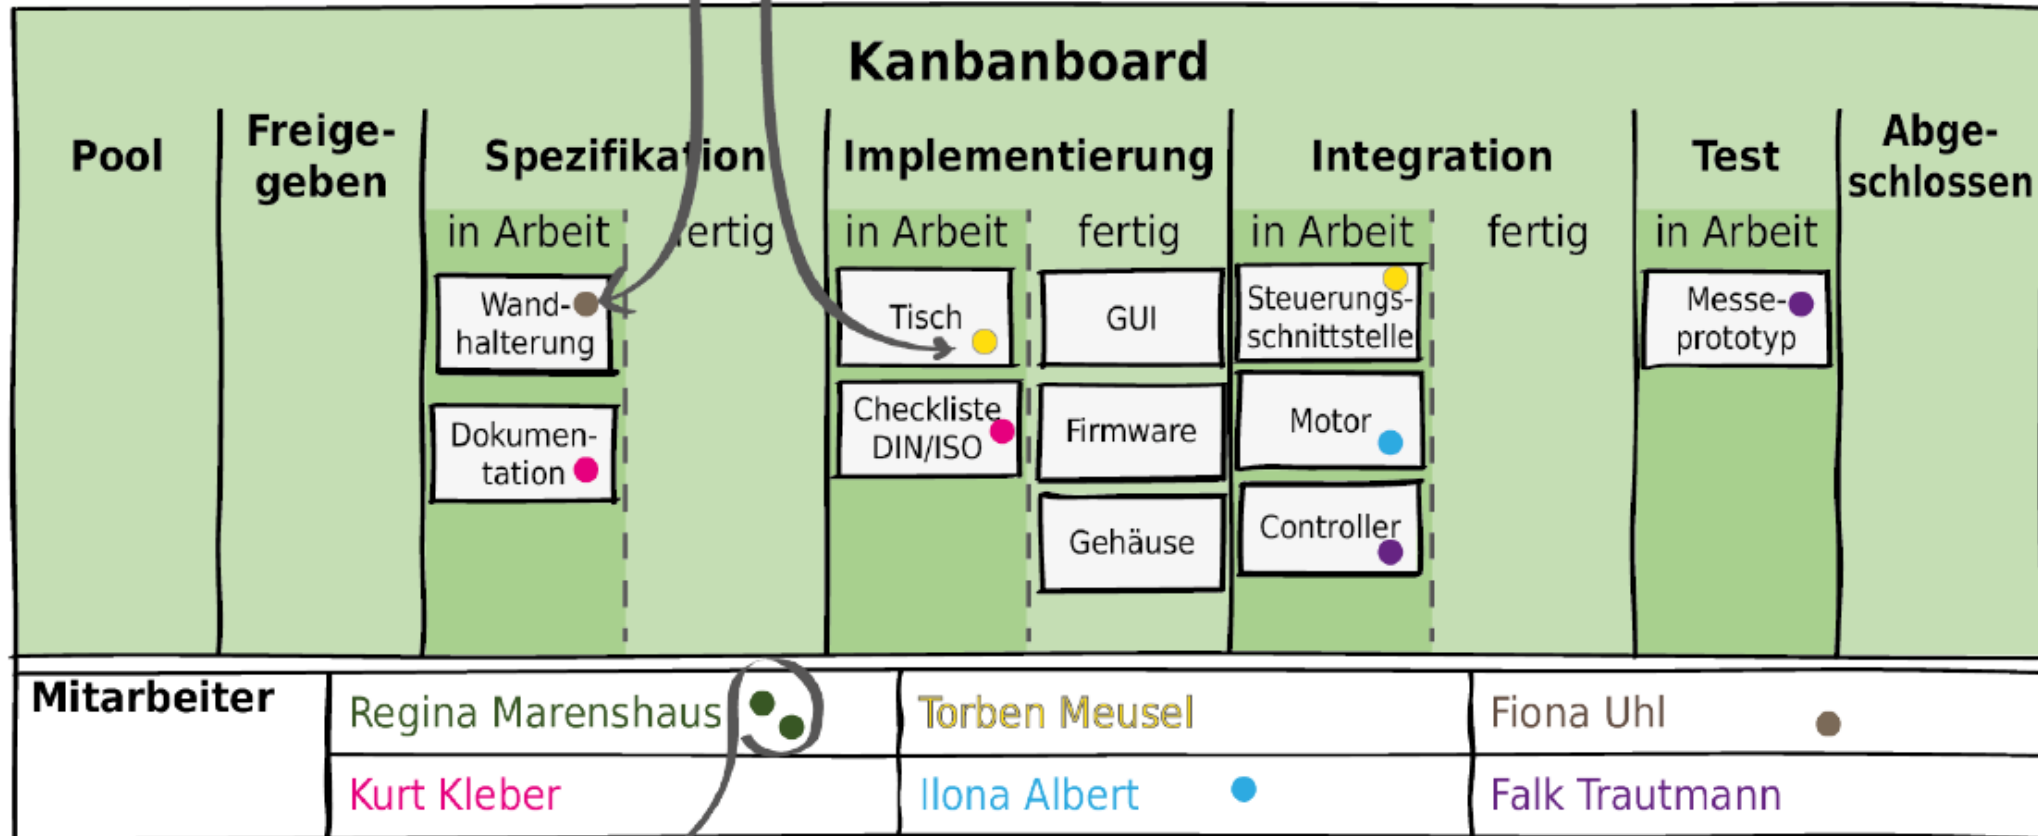 Kanbanboard
Pool
Freige-
geben
Spezifikation
Implementierung
Integration
Test
Abge-
schlossen
in Arbeit
fertig
in Arbeit
fertig
in Arbeit
fertig
in Arbeit
Wand-
halterung
Dokumen-
tation
Tisch
Checkliste
DIN/ISO
GUI
Firmware
Gehäuse
Steuerungs-
schnittstelle
Motor
Controller
Messe-
prototyp
Mitarbeiter
Regina Marenshaus
Torben Meusel
Fiona Uhl
Kurt Kleber
Ilona Albert
Falk Trautmann